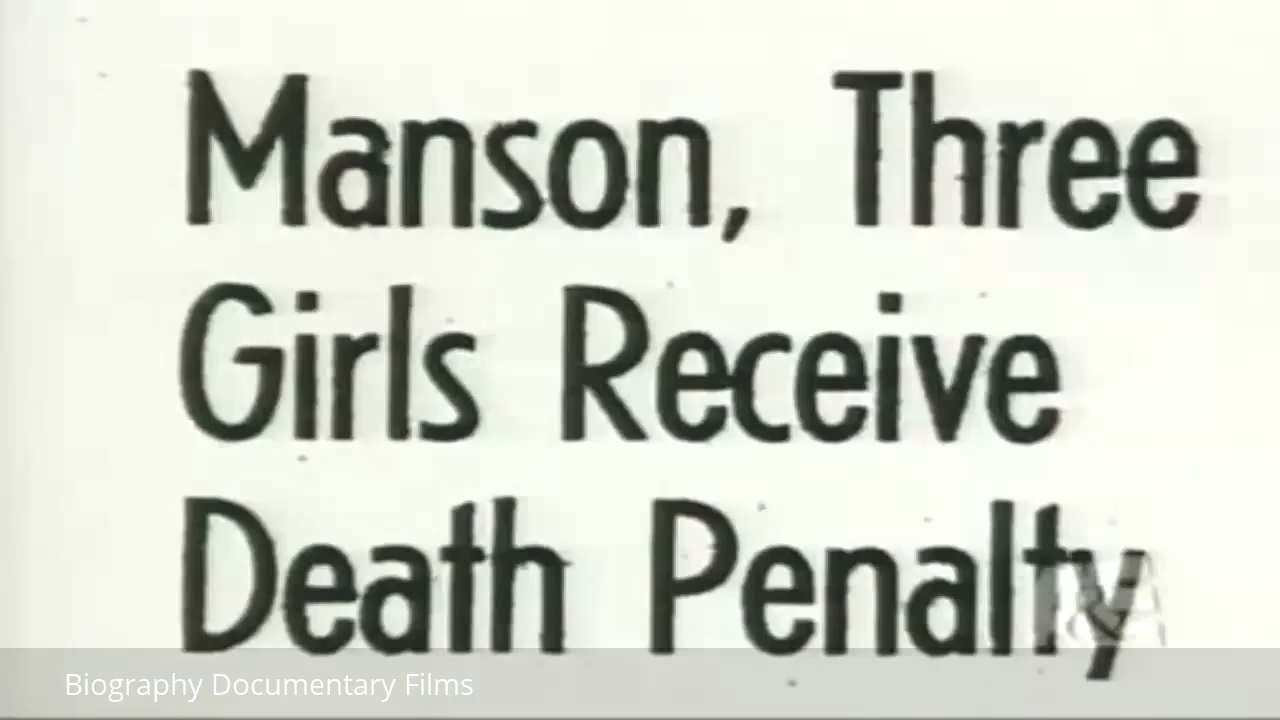 Manson, Three
Girls Receive
Death Penalty
Biography Documentary Films